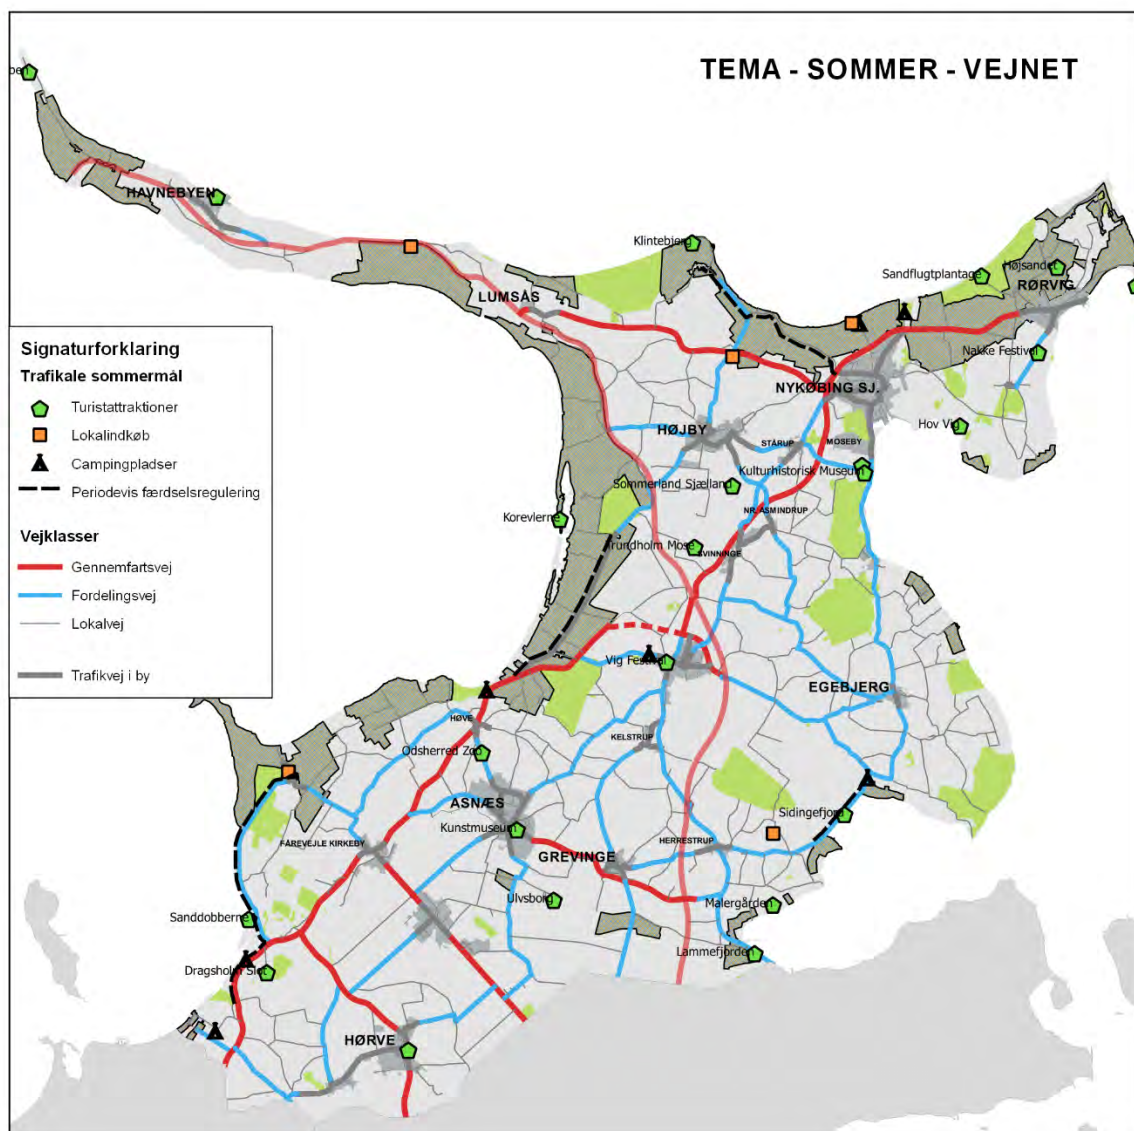 TEMA - SOMMER - VEJNET
HAVNEBYEN
Klintebjerg
Sandflugtplantage
Højsandet
RØRVIG
LUMSÅS
Nakke Festival
NYKØBING SJ.
Hov Vig
HØJBY
STÅRUP
MOSEBY
Kulturhistorisk Museum
Sommerland Sjælland
NR. ASMINDRUP
Korevlerne
Trundholm Mose
SVINNINGE
Vig Festival
EGEBJERG
HØVE
KELSTRUP
Odsherred Zoo
ASNÆS
Sidingefjord
Kunstmuseum
FÅREVEJLE KIRKEBY
GREVINGE
HERRESTRUP
Ulvsborg
Malergården
Sanddobberne
Lammefjorden
Dragsholm Slot
HØRVE
Signaturforklaring
Trafikale sommermål
Turistattraktioner
Lokalindkøb
Campingpladser
Periodevis færdselsregulering
Vejklasser
Gennemfartsvej
Fordelingsvej
Lokalvej
Trafikvej i by